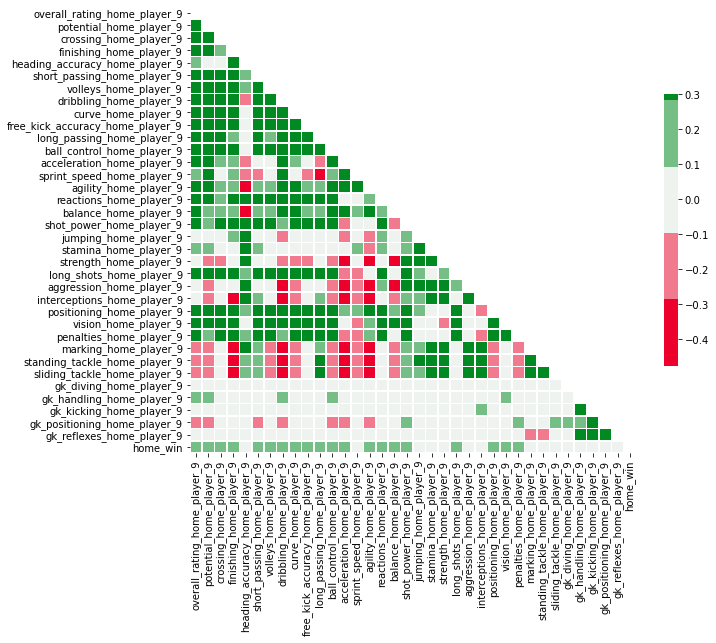 overall_rating_home_player_9
potential_home_player_9
crossing_home_player_9
finishing_home_player_9
heading_accuracy_home_player_9
short_passing_home_player_9
volleys_home_player_9
dribbling_home_player_9
curve_home_player_9
free_kick_accuracy_home_player_9
long_passing_home_player_9
ball_control_home_player_9
acceleration_home_player_9
sprint_speed_home_player_9
agility_home_player_9
reactions_home_player_9
balance_home_player_9
shot_power_home_player_9
jumping_home_player_9
stamina_home_player_9
strength_home_player_9
long_shots_home_player_9
aggression_home_player_9
interceptions_home_player_9
positioning_home_player_9
vision_home_player_9
penalties_home_player_9
marking_home_player_9
standing_tackle_home_player_9
sliding_tackle_home_player_9
gk_diving_home_player_9
gk_handling_home_player_9
gk_kicking_home_player_9
gk_positioning_home_player_9
gk_reflexes_home_player_9
home_win
0.3
0.2
0.1
0.0
−0.1
−0.2
−0.3
−0.4
overall_rating_home_player_9
potential_home_player_9
crossing_home_player_9
finishing_home_player_9
heading_accuracy_home_player_9
short_passing_home_player_9
volleys_home_player_9
dribbling_home_player_9
curve_home_player_9
free_kick_accuracy_home_player_9
long_passing_home_player_9
ball_control_home_player_9
acceleration_home_player_9
sprint_speed_home_player_9
agility_home_player_9
reactions_home_player_9
balance_home_player_9
shot_power_home_player_9
jumping_home_player_9
stamina_home_player_9
strength_home_player_9
long_shots_home_player_9
aggression_home_player_9
interceptions_home_player_9
positioning_home_player_9
vision_home_player_9
penalties_home_player_9
marking_home_player_9
standing_tackle_home_player_9
sliding_tackle_home_player_9
gk_diving_home_player_9
gk_handling_home_player_9
gk_kicking_home_player_9
gk_positioning_home_player_9
gk_reflexes_home_player_9
home_win